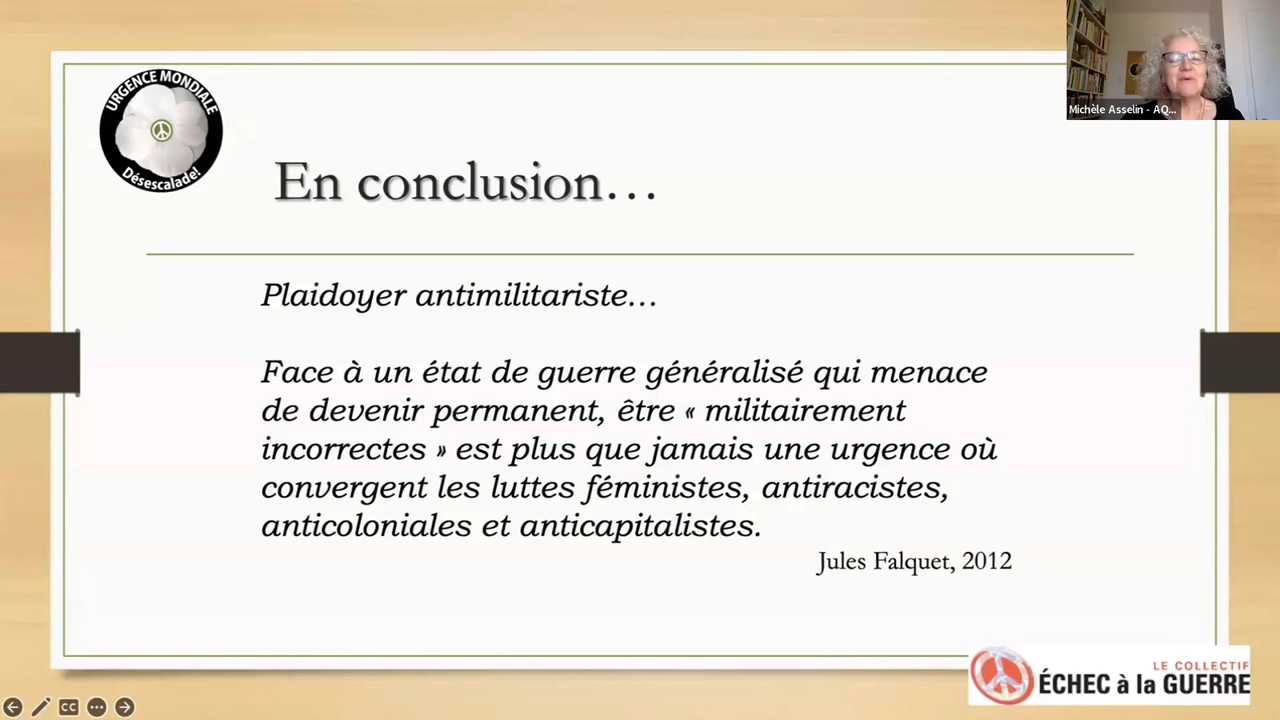 URGENCE MONDIALE
Désescalade!
Michèle Asselin - AQ...
En conclusion…
Plaidoyer antimilitariste…
Face à un état de guerre généralisé qui menace
de devenir permanent, être « militairement
incorrectes » est plus que jamais une urgence où
convergent les luttes féministes, antiracistes,
anticoloniales et anticapitalistes.
Jules Falquet, 2012
LE COLLECTIF
ÉCHEC à la GUERRE
CC